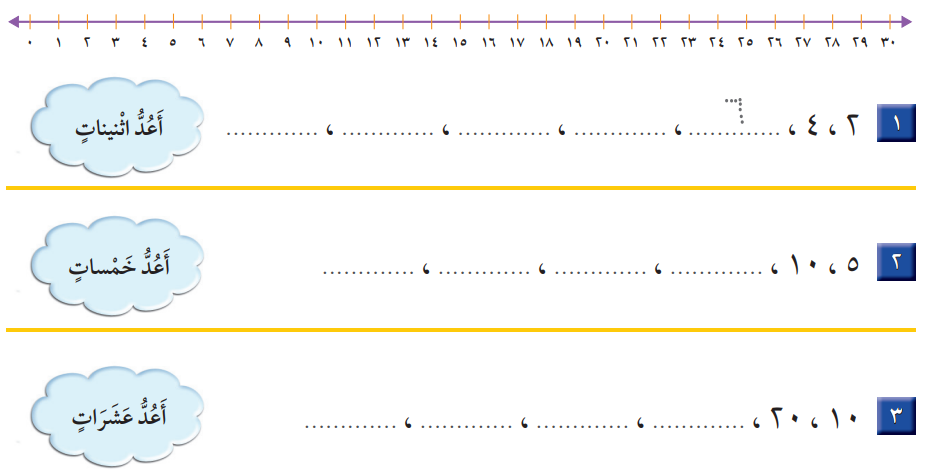 ٠ ١ ٢ ٣ ٤ ٥ ٦ ٧ ٨ ٩ ١٠ ١١ ١٢ ١٣ ١٤ ١٥ ١٦ ١٧ ١٨ ١٩ ٢٠ ٢١ ٢٢ ٢٣ ٢٤ ٢٥ ٢٦ ٢٧ ٢٨ ٢٩ ٣٠
١ ٢ ، ٤ ، ......٦...... ، ............. ، ............. ، ............. ، ............. أَعُدُّ اثْنيناتٍ
٢ ٥ ، ١٠ ، ............. ، ............. ، ............. ، ............. أَعُدُّ خَمْساتٍ
٣ ١٠ ، ٢٠ ، ............. ، ............. ، ............. ، ............. أَعُدُّ عَشَرَاتٍ